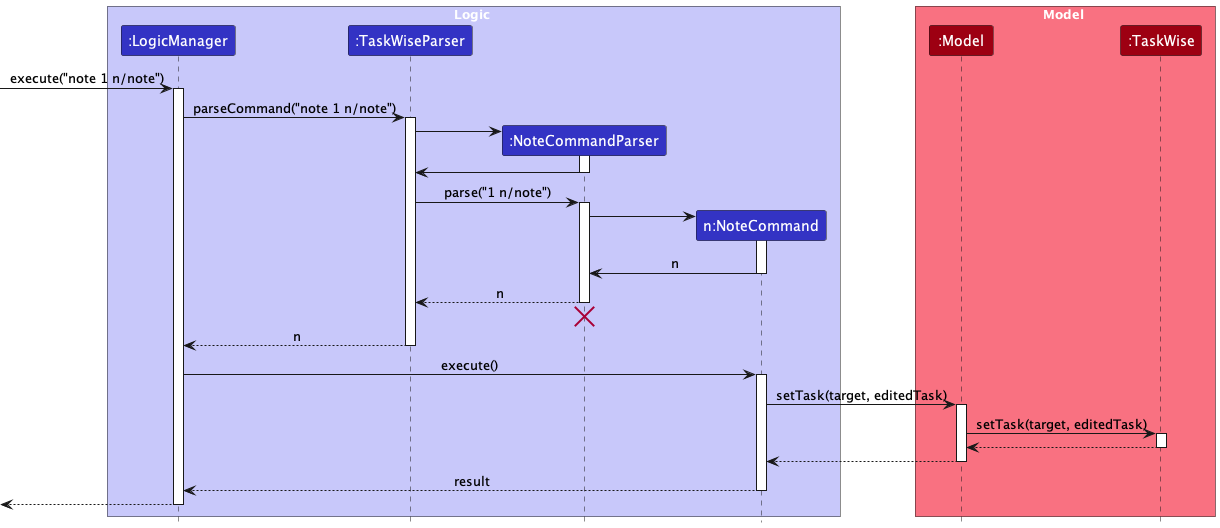 Logic
Model
:LogicManager
:TaskWiseParser
:Model
:TaskWise
execute("note 1 n/note")
parseCommand("note 1 n/note")
:NoteCommandParser
parse("1 n/note")
n:NoteCommand
n
n
n
execute()
setTask(target, editedTask)
setTask(target, editedTask)
result